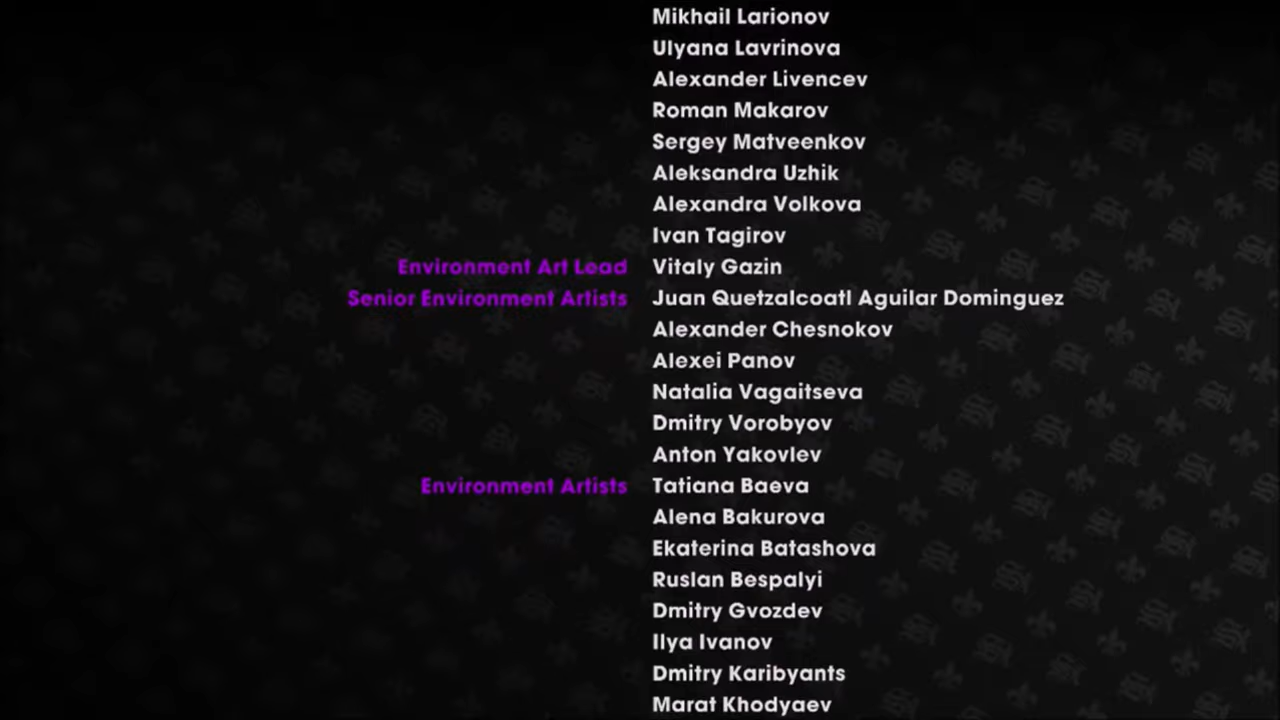 Mikhail Larionov
Ulyana Lavrinova
Alexander Livencev
Roman Makarov
Sergey Matveenkov
Aleksandra Uzhik
Alexandra Volkova
Ivan Tagirov
Environment Art Lead Vitaly Gazin
Senior Environment Artists Juan Quetzalcoatl Aguilar Dominguez
Alexander Chesnokov
Alexei Panov
Natalia Vagaitseva
Dmitry Vorobyov
Anton Yakovlev
Environment Artists Tatiana Baeva
Alena Bakurova
Ekaterina Batashova
Ruslan Bespalyi
Dmitry Gvozdev
Ilya Ivanov
Dmitry Karibyants
Marat Khodyaev